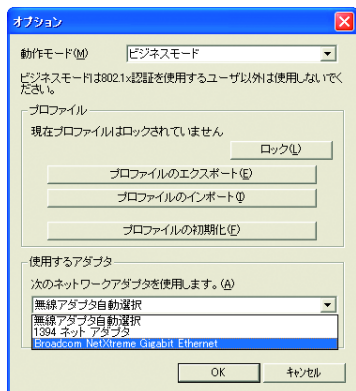 オプション
動作モード(M)
ビジネスモード
ビジネスモードは802.1x認証を使用するユーザ以外は使用しないでく
ださい。
プロファイル
現在プロファイルはロックされていません
ロック(L)
プロファイルのエクスポート(E)
プロファイルのインポート(I)
プロファイルの初期化(F)
使用するアダプタ
次のネットワークアダプタを使用します。(A)
無線アダプタ自動選択
無線アダプタ自動選択
1394 ネット アダプタ
Broadcom NetXtreme Gigabit Ethernet
OK
キャンセル